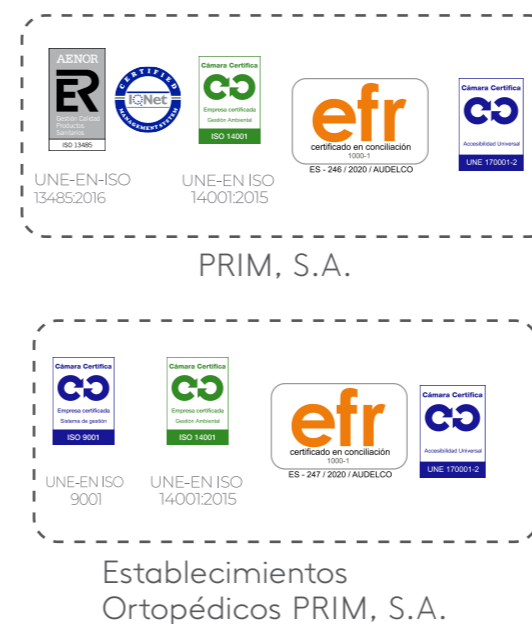 AENOR
ER
Gestión Calidad
Productos
Sanitarios
ISO 13485
CERTIFIED
IQNet
MANAGEMENT SYSTEM
Cámara Certifica
Empresa certificada
Gestión Ambiental
ISO 14001
efr
certificado en conciliación
1000-1
ES - 246 / 2020 / AUDELCO
Cámara Certifica
Accesibilidad Universal
UNE 170001-2
UNE-EN-ISO
13485:2016
UNE-EN ISO
14001:2015
PRIM, S.A.
Cámara Certifica
Empresa certificada
Sistema de gestión
ISO 9001
Cámara Certifica
Empresa certificada
Gestión Ambiental
ISO 14001
efr
certificado en conciliación
1000-1
ES - 247 / 2020 / AUDELCO
Cámara Certifica
Accesibilidad Universal
UNE 170001-2
UNE-EN ISO
9001
UNE-EN ISO
14001:2015
Establecimientos
Ortopédicos PRIM, S.A.